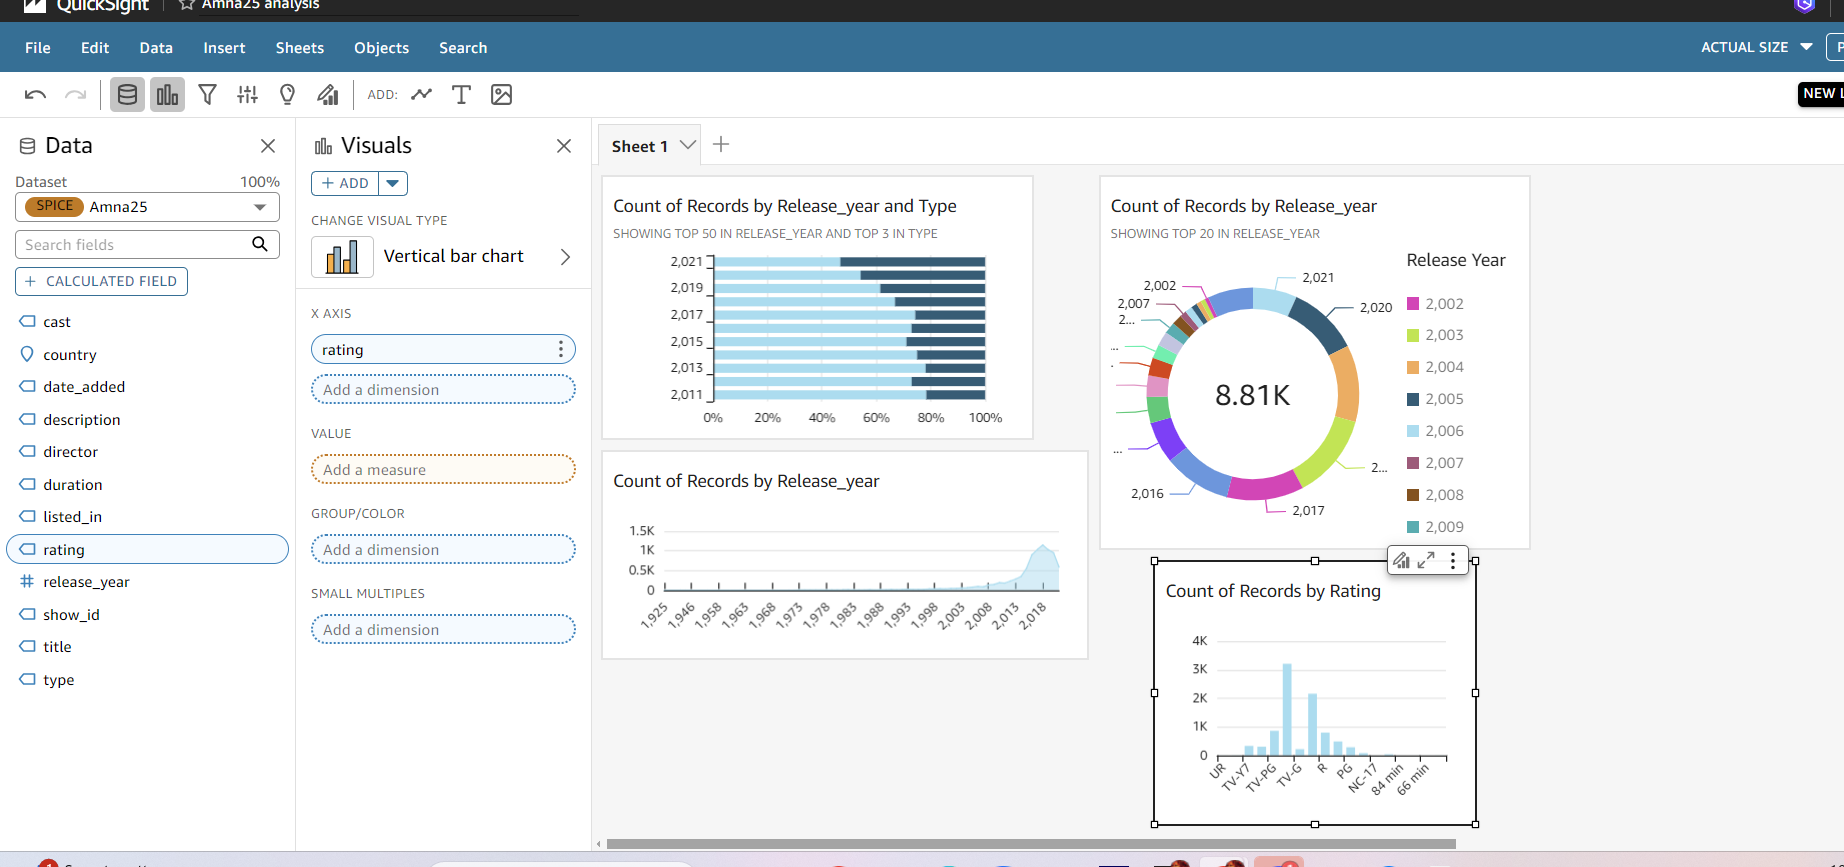 QuickSight
Amna25 analysis
File Edit Data Insert Sheets Objects Search
ACTUAL SIZE
P
ADD:
NEW L
Data
Dataset 100%
SPICE Amna25
Search fields
+ CALCULATED FIELD
cast
country
date_added
description
director
duration
listed_in
rating
release_year
show_id
title
type
Visuals
+ ADD
CHANGE VISUAL TYPE
Vertical bar chart
X AXIS
rating
Add a dimension
VALUE
Add a measure
GROUP/COLOR
Add a dimension
SMALL MULTIPLES
Add a dimension
Sheet 1
Count of Records by Release_year and Type
SHOWING TOP 50 IN RELEASE_YEAR AND TOP 3 IN TYPE
2,021
2,019
2,017
2,015
2,013
2,011
0% 20% 40% 60% 80% 100%
Count of Records by Release_year
SHOWING TOP 20 IN RELEASE_YEAR
Release Year
2,002
2,003
2,004
2,005
2,006
2,007
2,008
2,009
2,021
2,020
2...
2,017
2,016
...
.
...
2...
2,007
2,002
8.81K
Count of Records by Release_year
1.5K
1K
0.5K
0
1,925 1,946 1,958 1,963 1,968 1,973 1,978 1,983 1,988 1,993 1,998 2,003 2,008 2,013 2,018
Count of Records by Rating
4K
3K
2K
1K
0
UR TV-Y7 TV-PG TV-G R PG NC-17 84 min 66 min
1